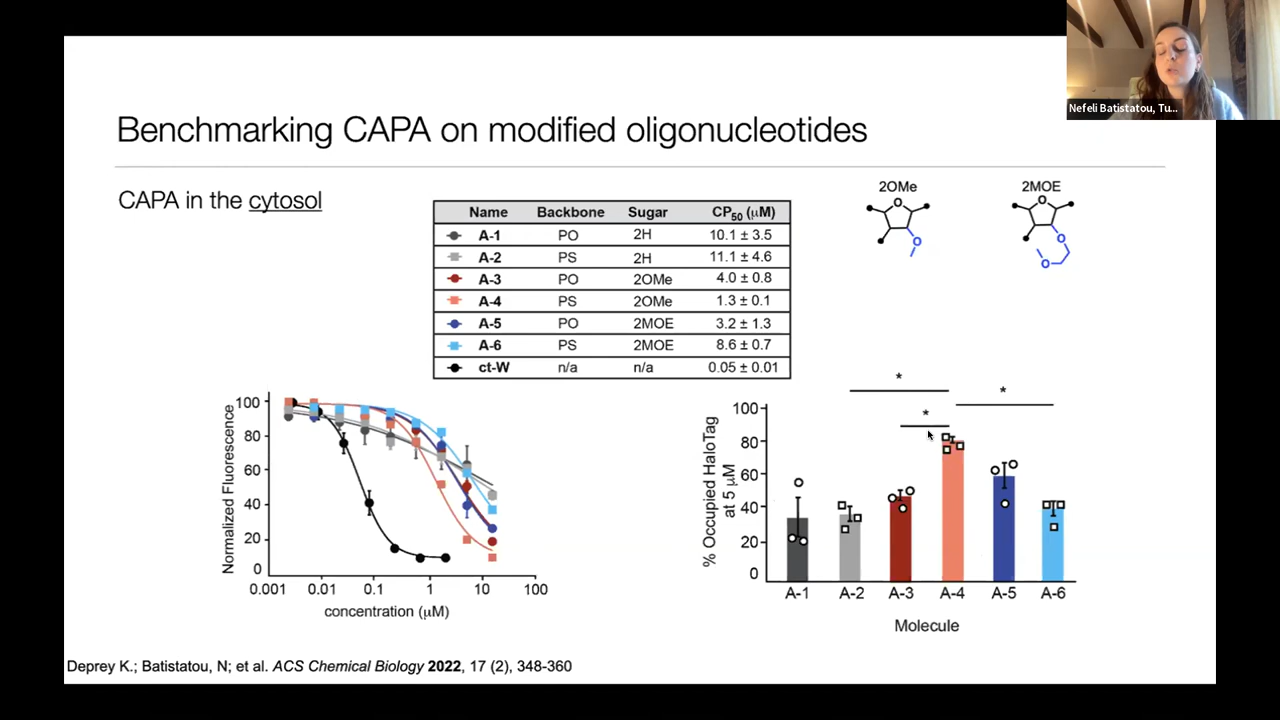 Nefeli Batistatou, Tu...
Benchmarking CAPA on modified oligonucleotides
CAPA in the cytosol
Name Backbone Sugar CP50 (μM)
A-1 PO 2H 10.1 ± 3.5
A-2 PS 2H 11.1 ± 4.6
A-3 PO 2OMe 4.0 ± 0.8
A-4 PS 2OMe 1.3 ± 0.1
A-5 PO 2MOE 3.2 ± 1.3
A-6 PS 2MOE 8.6 ± 0.7
ct-W n/a n/a 0.05 ± 0.01
2OMe
O
O
2MOE
O
O
O
Normalized Fluorescence
100
80
60
40
20
0
0.001 0.01 0.1 1 10 100
concentration (μM)
% Occupied HaloTag
at 5 μM
100
80
60
40
20
0
* * *
A-1 A-2 A-3 A-4 A-5 A-6
Molecule
Deprey K.; Batistatou, N; et al. ACS Chemical Biology 2022, 17 (2), 348-360